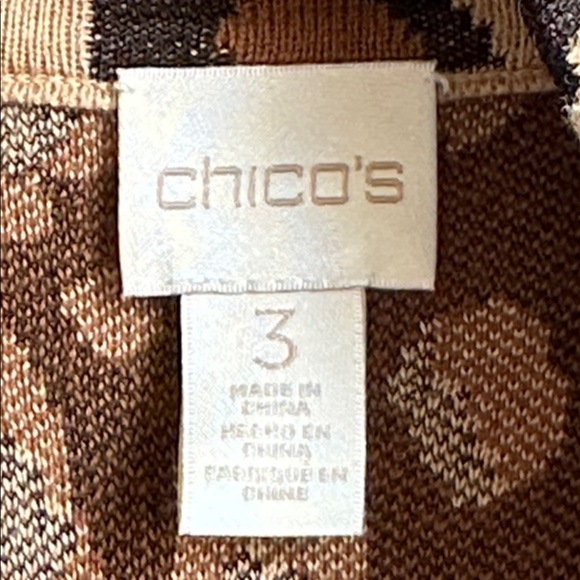 chico's
3
MADE IN
CHINA
HECHO EN
CHINA
FABRIQUÉ EN
CHINE